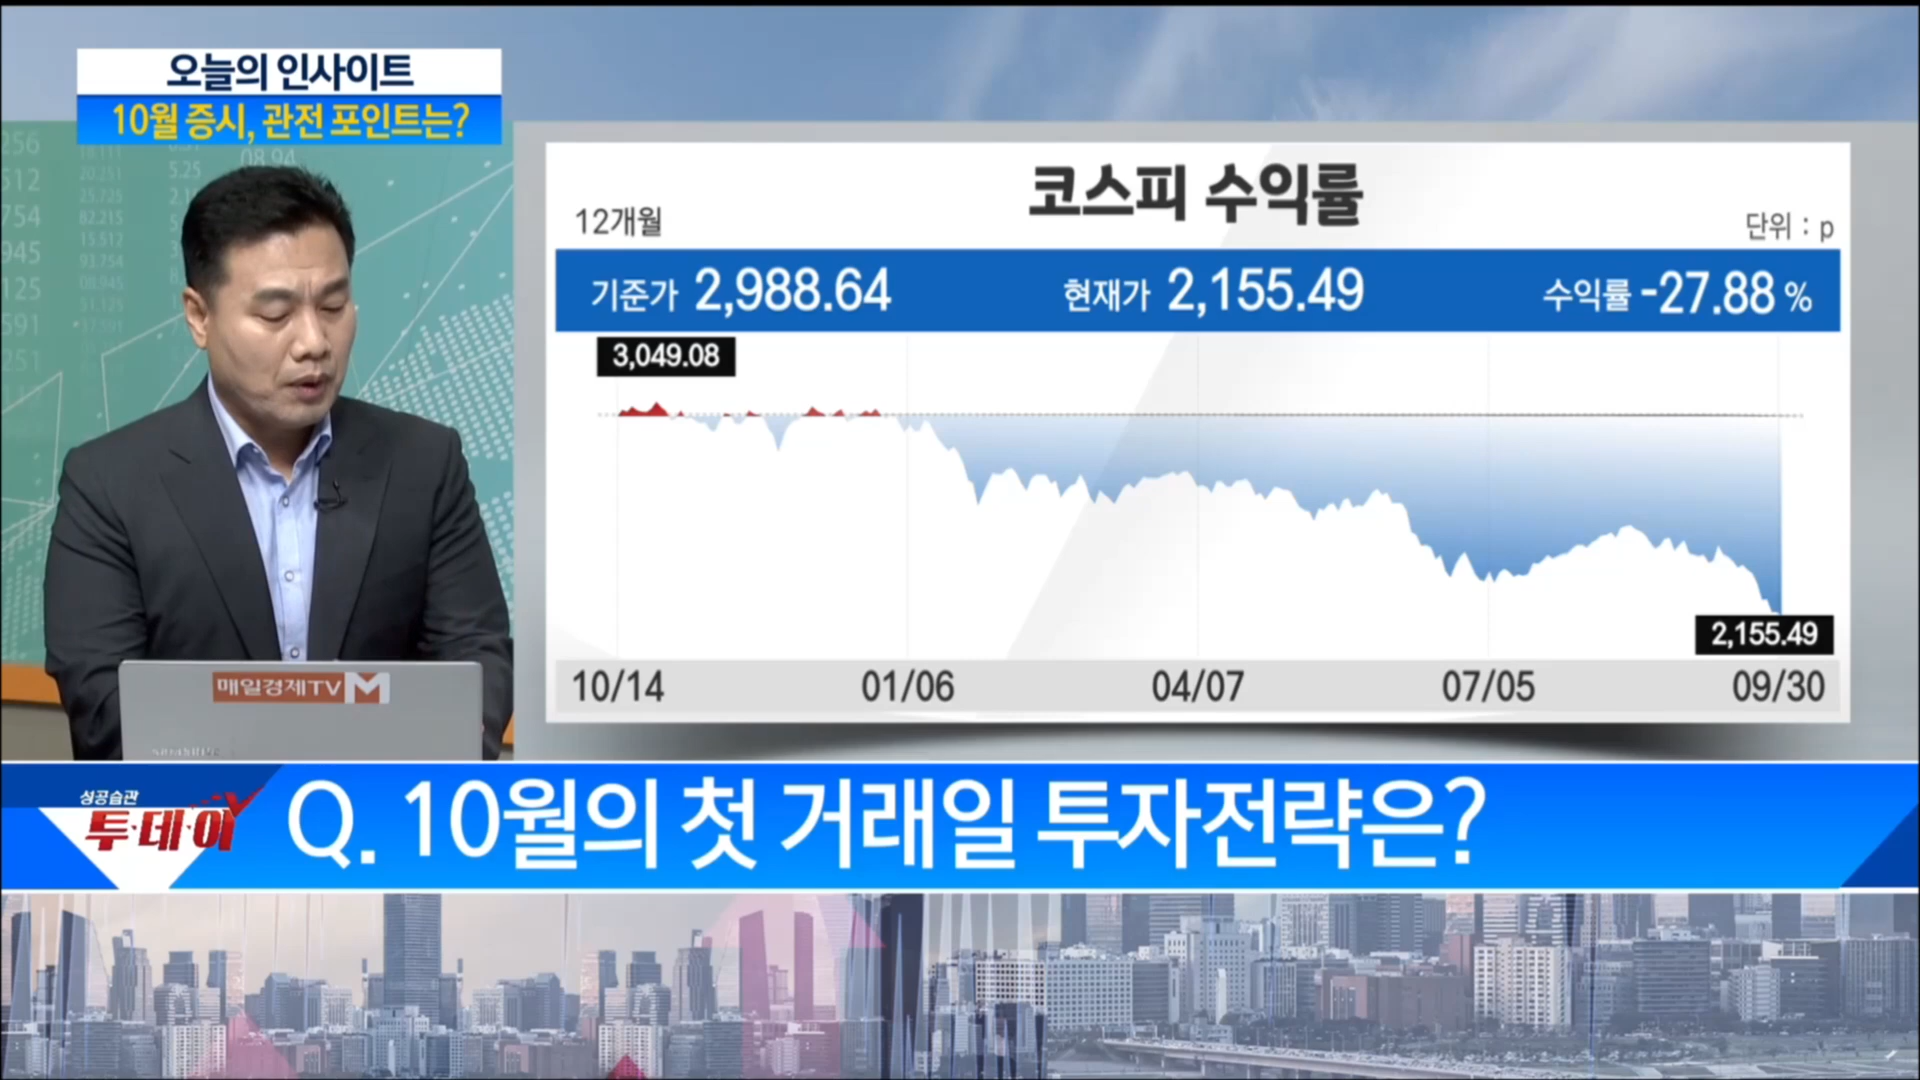 오늘의 인사이트
10월 증시, 관전 포인트는?
코스피 수익률
12개월
단위 : p
기준가 2,988.64 현재가 2,155.49 수익률 -27.88 %
3,049.08
2,155.49
10/14 01/06 04/07 07/05 09/30
매일경제TV M
성공습관
투·데·이
Q. 10월의 첫 거래일 투자전략은?